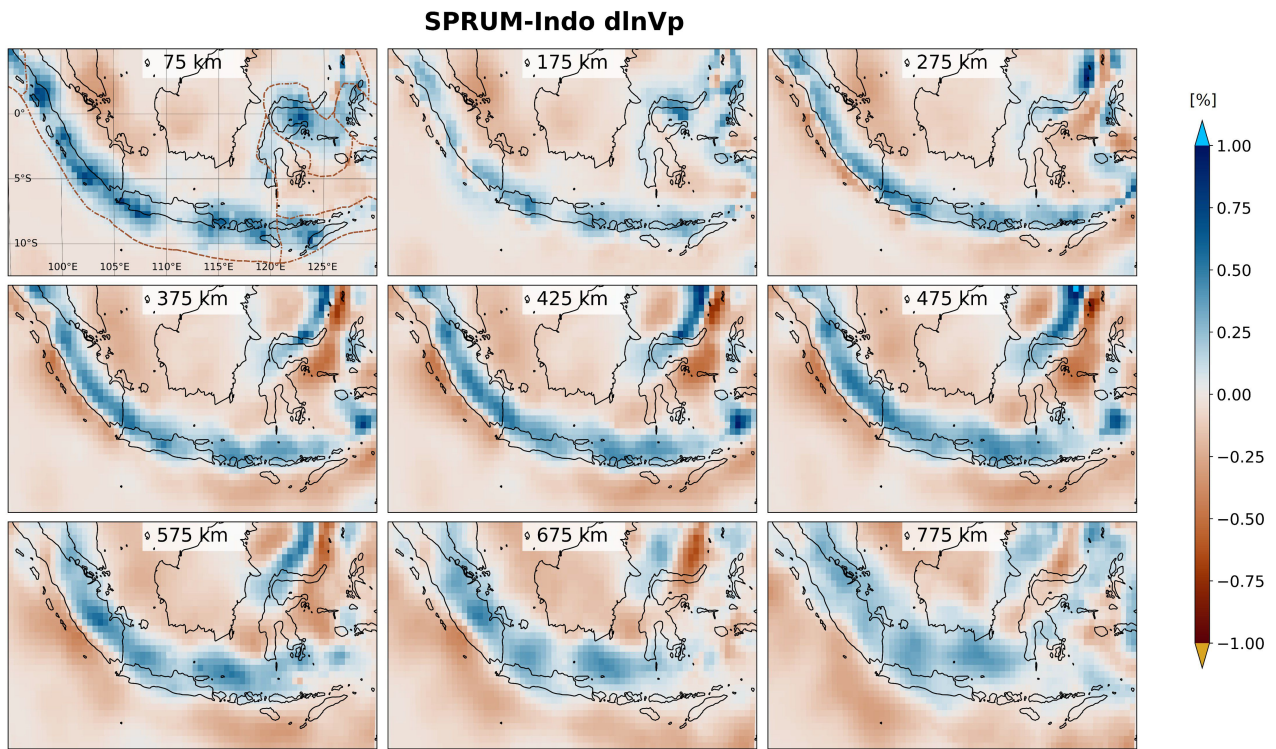 SPRUM-Indo dlnVp
75 km
175 km
275 km
0°
5°S
10°S
100°E 105°E 110°E 115°E 120°E 125°E
375 km
425 km
475 km
575 km
675 km
775 km
[%]
1.00
0.75
0.50
0.25
0.00
−0.25
−0.50
−0.75
−1.00